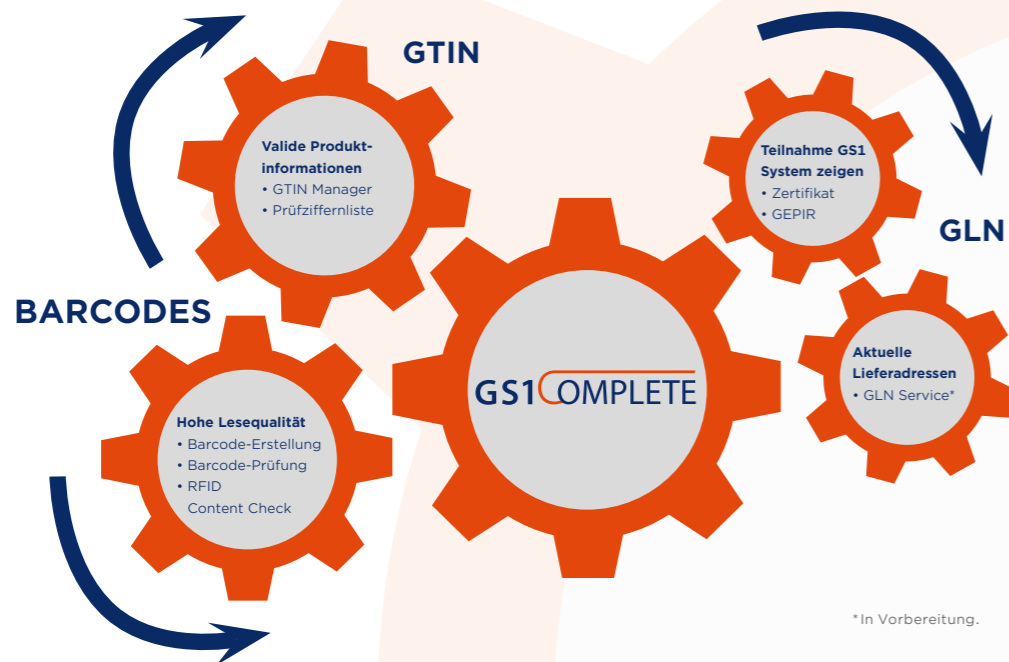 GTIN
Valide Produkt-
informationen
• GTIN Manager
• Prüfziffernliste
BARCODES
Hohe Lesequalität
• Barcode-Erstellung
• Barcode-Prüfung
• RFID
Content Check
GS1 COMPLETE
Teilnahme GS1
System zeigen
• Zertifikat
• GEPIR
GLN
Aktuelle
Lieferadressen
• GLN Service*
*In Vorbereitung.